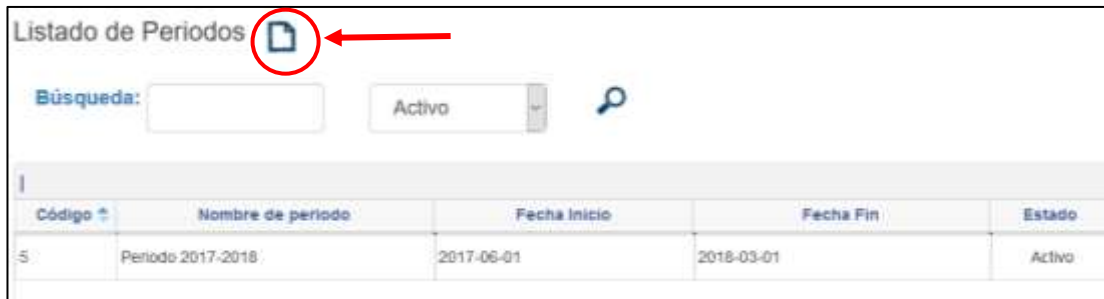 Listado de Periodos
Búsqueda: Activo
Código Nombre de periodo Fecha Inicio Fecha Fin Estado
5 Periodo 2017-2018 2017-06-01 2018-03-01 Activo